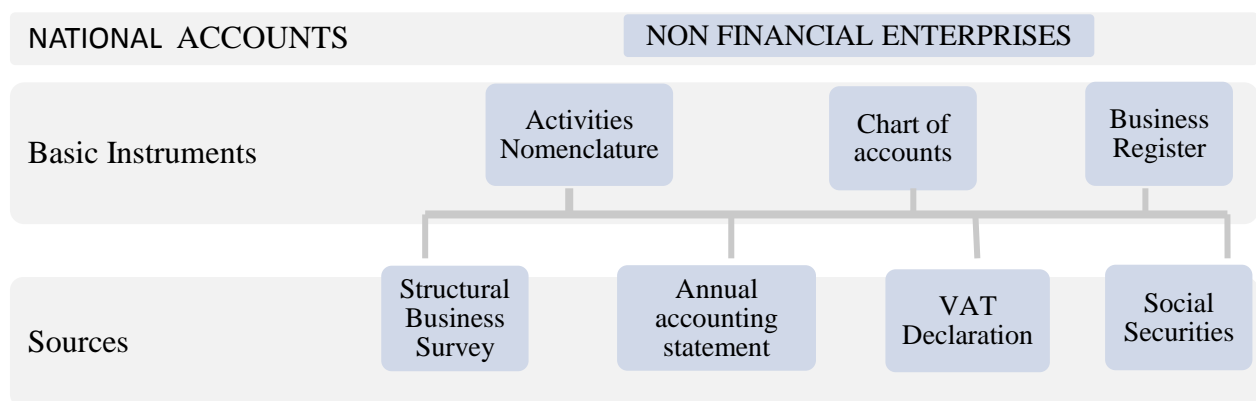 NATIONAL ACCOUNTS
NON FINANCIAL ENTERPRISES
Basic Instruments
Activities
Nomenclature
Chart of
accounts
Business
Register
Sources
Structural
Business
Survey
Annual
accounting
statement
VAT
Declaration
Social
Securities